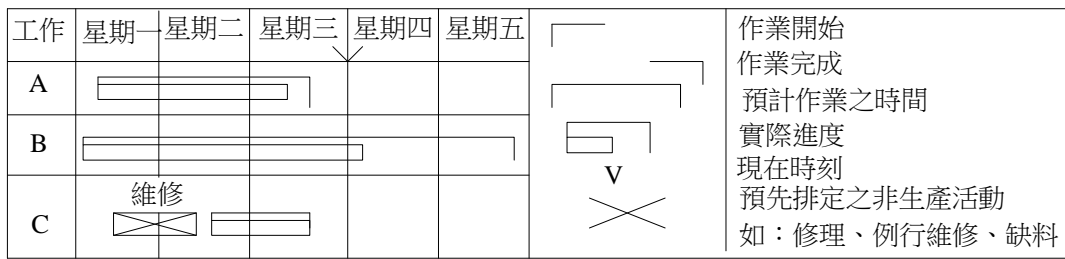 工作 星期一 星期二 星期三 星期四 星期五
A
B
維修
C
作業開始
作業完成
預計作業之時間
實際進度
V
現在時刻
預先排定之非生產活動
如：修理、例行維修、缺料